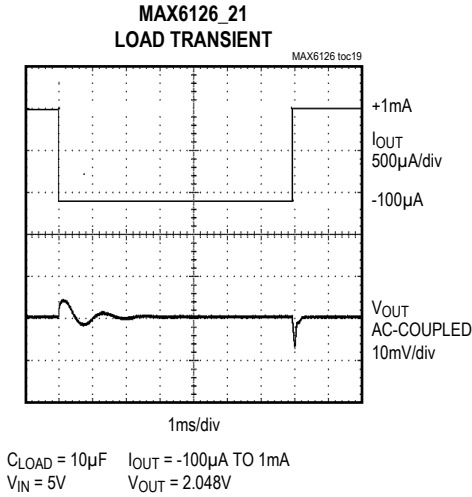 MAX6126_21
LOAD TRANSIENT
MAX6126 toc19
+1mA
IOUT
500µA/div
-100µA
VOUT
AC-COUPLED
10mV/div
1ms/div
CLOAD = 10µF IOUT = -100µA TO 1mA
VIN = 5V VOUT = 2.048V